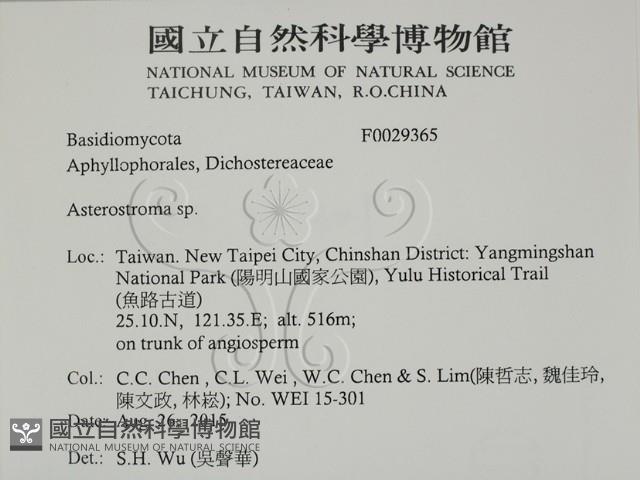 國立自然科學博物館
NATIONAL MUSEUM OF NATURAL SCIENCE
TAICHUNG, TAIWAN, R.O.CHINA
Basidiomycota F0029365
Aphyllophorales, Dichostereaceae
Asterostroma sp.
Loc.: Taiwan. New Taipei City, Chinshan District: Yangmingshan
National Park (陽明山國家公園), Yulu Historical Trail
(魚路古道)
25.10.N, 121.35.E; alt. 516m;
on trunk of angiosperm
Col.: C.C. Chen , C.L. Wei , W.C. Chen & S. Lim(陳哲志, 魏佳玲,
陳文政, 林崧); No. WEI 15-301
Date: Aug. 26, 2015
國立自然科學博物館
NATIONAL MUSEUM OF NATURAL SCIENCE
Det.: S.H. Wu (吳聲華)